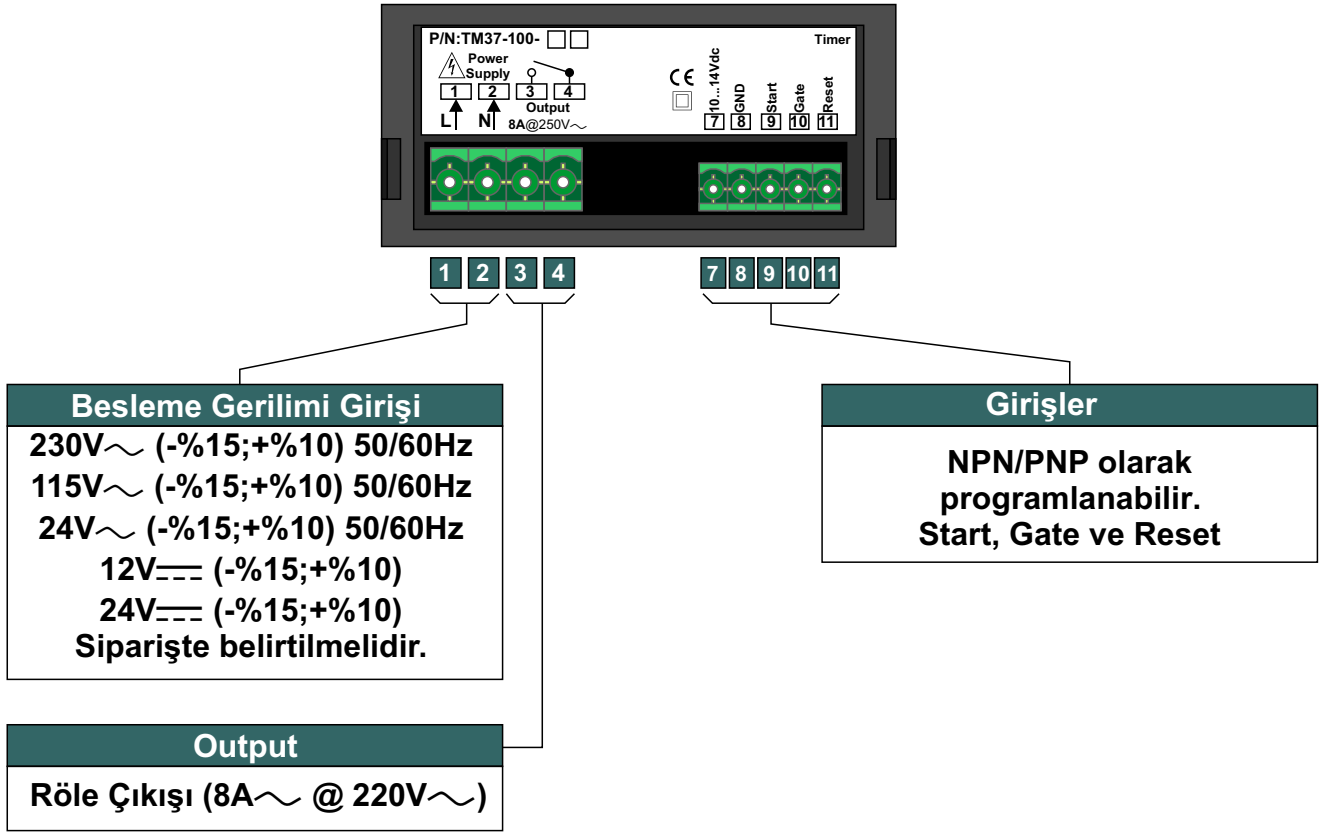 P/N:TM37-100-
Timer
Power
Supply
1 2 3 4
L N
Output
8A@250V~
CE
10...14Vdc
GND
Start
Gate
Reset
7 8 9 10 11
1 2 3 4
7 8 9 10 11
Besleme Gerilimi Girişi
230V~ (-%15;+%10) 50/60Hz
115V~ (-%15;+%10) 50/60Hz
24V~ (-%15;+%10) 50/60Hz
12V⎓ (-%15;+%10)
24V⎓ (-%15;+%10)
Siparişte belirtilmelidir.
Girişler
NPN/PNP olarak
programlanabilir.
Start, Gate ve Reset
Output
Röle Çıkışı (8A~ @ 220V~)